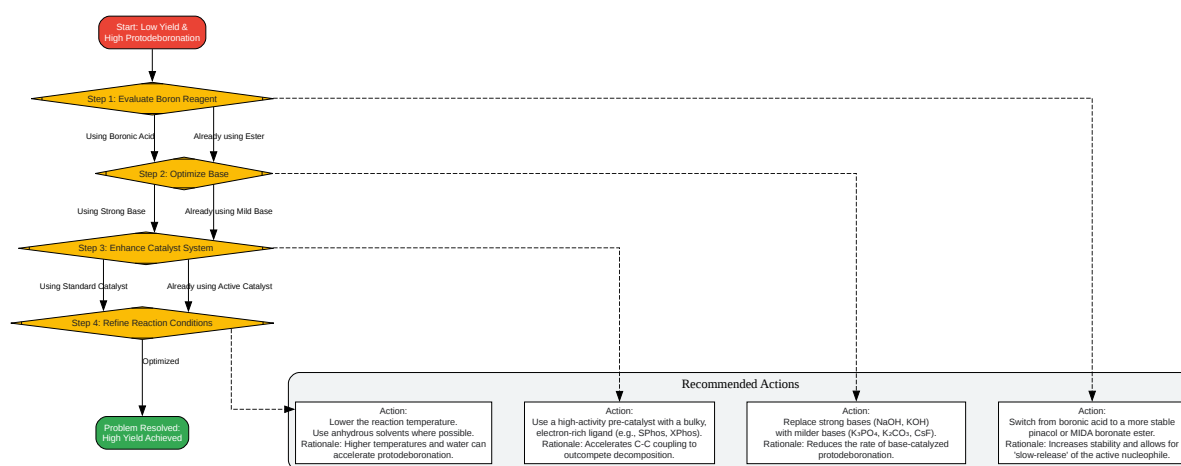 Start: Low Yield &
High Protodeboronation
Step 1: Evaluate Boron Reagent
Using Boronic Acid
Already using Ester
Step 2: Optimize Base
Using Strong Base
Already using Mild Base
Step 3: Enhance Catalyst System
Using Standard Catalyst
Already using Active Catalyst
Step 4: Refine Reaction Conditions
Optimized
Problem Resolved:
High Yield Achieved
Recommended Actions
Action:
Lower the reaction temperature.
Use anhydrous solvents where possible.
Rationale: Higher temperatures and water can
accelerate protodeboronation.
Action:
Use a high-activity pre-catalyst with a bulky,
electron-rich ligand (e.g., SPhos, XPhos).
Rationale: Accelerates C-C coupling to
outcompete decomposition.
Action:
Replace strong bases (NaOH, KOH)
with milder bases (K₃PO₄, K₂CO₃, CsF).
Rationale: Reduces the rate of base-catalyzed
protodeboronation.
Action:
Switch from boronic acid to a more stable
pinacol or MIDA boronate ester.
Rationale: Increases stability and allows for
'slow-release' of the active nucleophile.